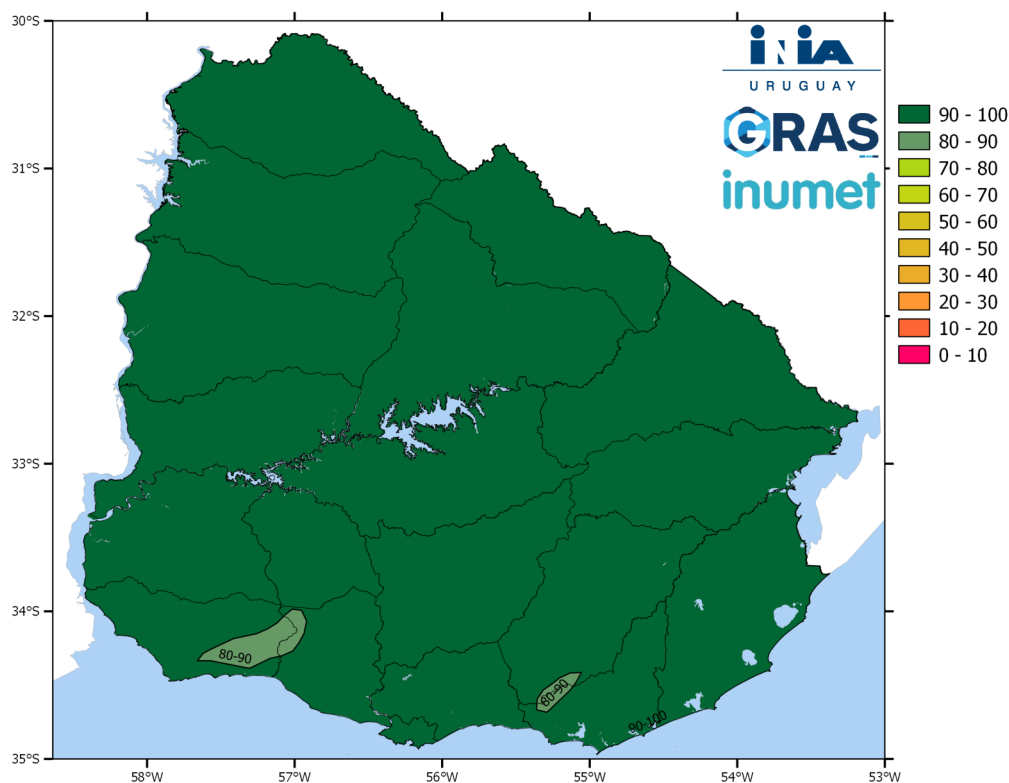 30°S
31°S
32°S
33°S
34°S
35°S
58°W
57°W
56°W
55°W
54°W
53°W
80-90
80-90
90-100
INIA
URUGUAY
GRAS
inumet
90 - 100
80 - 90
70 - 80
60 - 70
50 - 60
40 - 50
30 - 40
20 - 30
10 - 20
0 - 10